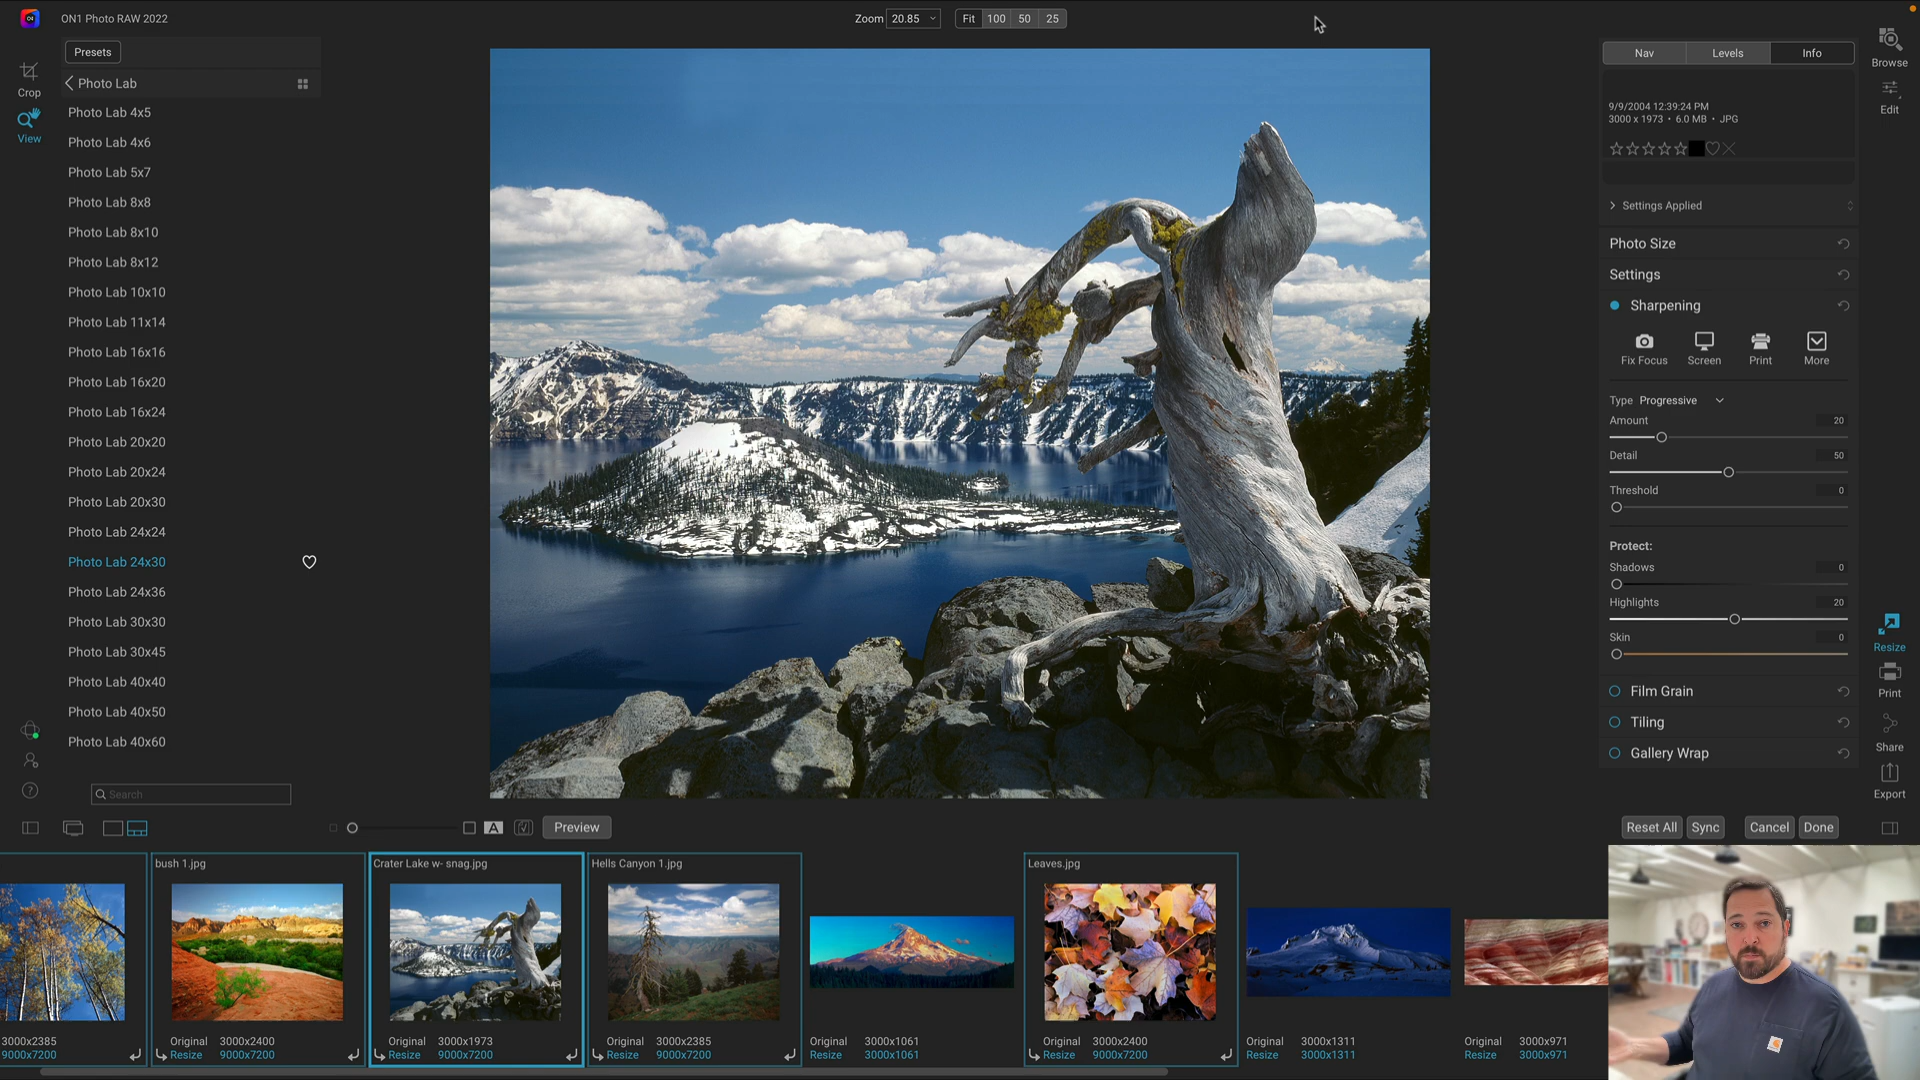 ON1 Photo RAW 2022
Zoom 20.85 Fit 100 50 25
Presets
Photo Lab
Photo Lab 4x5
Photo Lab 4x6
Photo Lab 5x7
Photo Lab 8x8
Photo Lab 8x10
Photo Lab 8x12
Photo Lab 10x10
Photo Lab 11x14
Photo Lab 16x16
Photo Lab 16x20
Photo Lab 16x24
Photo Lab 20x20
Photo Lab 20x24
Photo Lab 20x30
Photo Lab 24x24
Photo Lab 24x30
Photo Lab 24x36
Photo Lab 30x30
Photo Lab 30x45
Photo Lab 40x40
Photo Lab 40x50
Photo Lab 40x60
Search
Crop
View
Nav Levels Info
9/9/2004 12:39:24 PM
3000 x 1973 • 6.0 MB • JPG
Settings Applied
Photo Size
Settings
Sharpening
Fix Focus Screen Print More
Type Progressive
Amount 20
Detail 50
Threshold 0
Protect:
Shadows 0
Highlights 20
Skin 0
Film Grain
Tiling
Gallery Wrap
Browse
Edit
Resize
Print
Share
Export
A Preview
Reset All Sync Cancel Done
bush 1.jpg Crater Lake w- snag.jpg Hells Canyon 1.jpg Leaves.jpg
3000x2385
9000x7200
Original 3000x2400
Resize 9000x7200
Original 3000x1973
Resize 9000x7200
Original 3000x2385
Resize 9000x7200
Original 3000x1061
Resize 3000x1061
Original 3000x2400
Resize 9000x7200
Original 3000x1311
Resize 3000x1311
Original 3000x971
Resize 3000x971